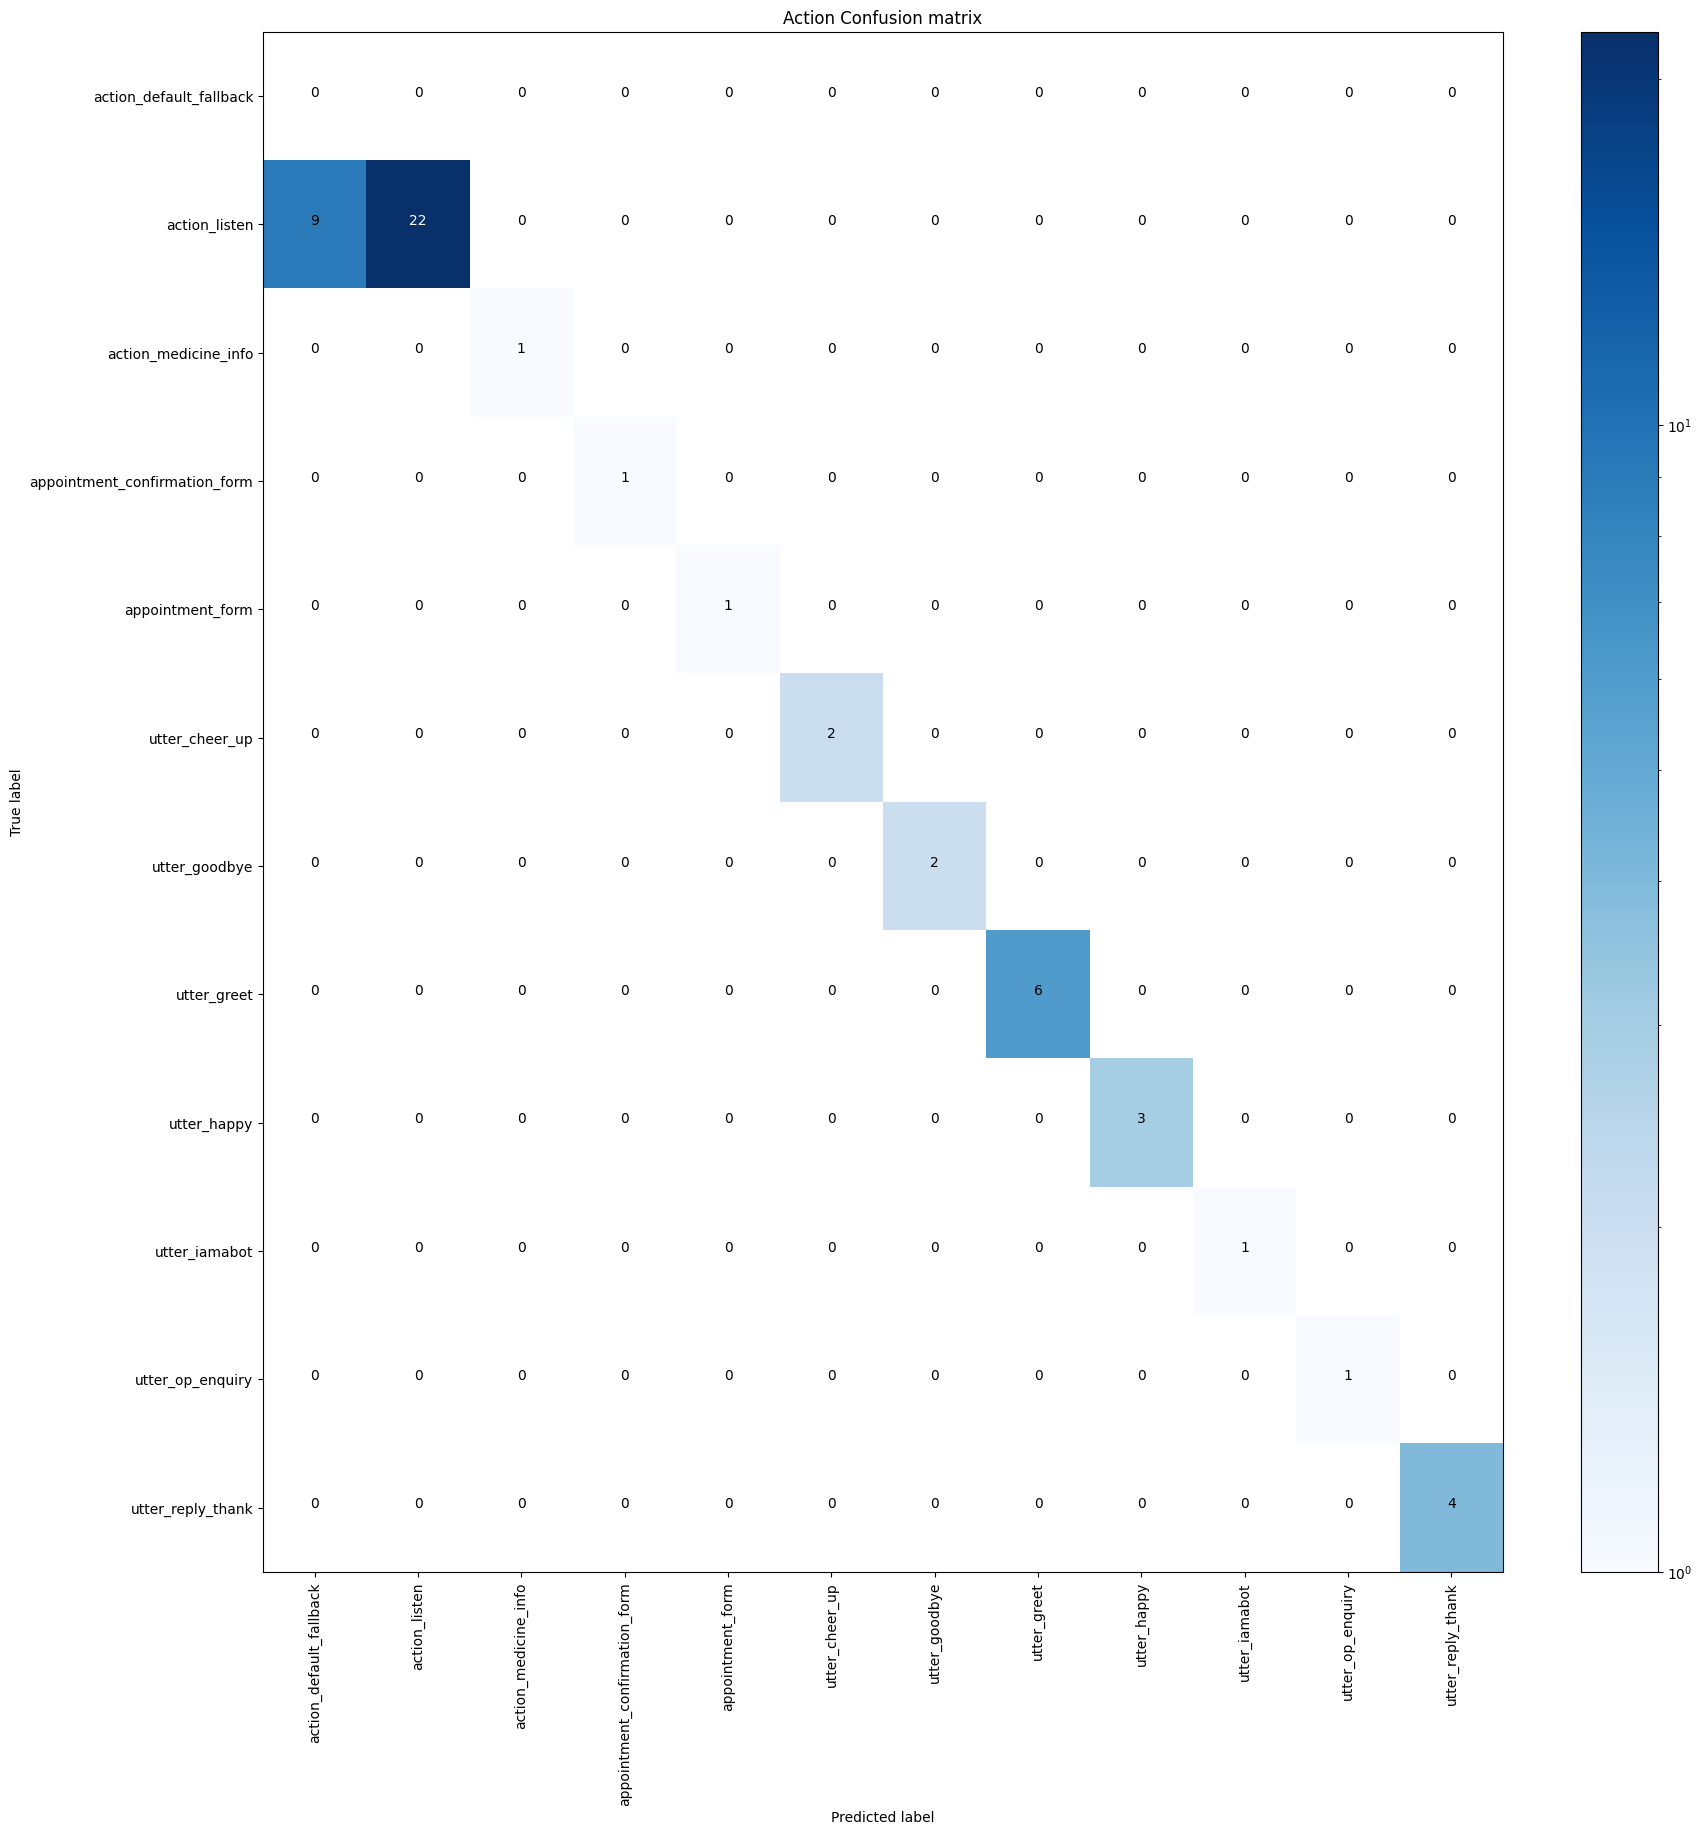 Action Confusion matrix
action_default_fallback 0 0 0 0 0 0 0 0 0 0 0 0
action_listen 9 22 0 0 0 0 0 0 0 0 0 0
action_medicine_info 0 0 1 0 0 0 0 0 0 0 0 0
appointment_confirmation_form 0 0 0 1 0 0 0 0 0 0 0 0
appointment_form 0 0 0 0 1 0 0 0 0 0 0 0
utter_cheer_up 0 0 0 0 0 2 0 0 0 0 0 0
utter_goodbye 0 0 0 0 0 0 2 0 0 0 0 0
utter_greet 0 0 0 0 0 0 0 6 0 0 0 0
utter_happy 0 0 0 0 0 0 0 0 3 0 0 0
utter_iamabot 0 0 0 0 0 0 0 0 0 1 0 0
utter_op_enquiry 0 0 0 0 0 0 0 0 0 0 1 0
utter_reply_thank 0 0 0 0 0 0 0 0 0 0 0 4
True label
action_default_fallback
action_listen
action_medicine_info
appointment_confirmation_form
appointment_form
utter_cheer_up
utter_goodbye
utter_greet
utter_happy
utter_iamabot
utter_op_enquiry
utter_reply_thank
Predicted label
10¹
10⁰